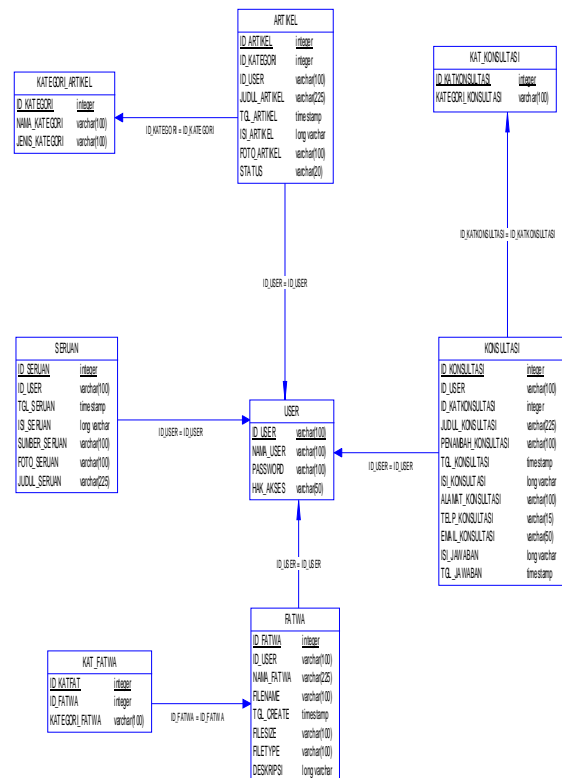 ARTIKEL
ID_ARTIKEL integer
ID_KATEGORI integer
ID_USER varchar(100)
JUDUL_ARTIKEL varchar(225)
TGL_ARTIKEL timestamp
ISI_ARTIKEL long varchar
FOTO_ARTIKEL varchar(100)
STATUS varchar(20)
KATEGORI_ARTIKEL
ID_KATEGORI integer
NAMA_KATEGORI varchar(100)
JENIS_KATEGORI varchar(100)
ID_KATEGORI = ID_KATEGORI
KAT_KONSULTASI
ID_KATKONSULTASI integer
KATEGORI_KONSULTASI varchar(100)
ID_KATKONSULTASI = ID_KATKONSULTASI
ID_USER = ID_USER
SERUAN
ID_SERUAN integer
ID_USER varchar(100)
TGL_SERUAN timestamp
ISI_SERUAN long varchar
SUMBER_SERUAN varchar(100)
FOTO_SERUAN varchar(100)
JUDUL_SERUAN varchar(225)
ID_USER = ID_USER
USER
ID_USER varchar(100)
NAMA_USER varchar(100)
PASSWORD varchar(100)
HAK_AKSES varchar(50)
ID_USER = ID_USER
KONSULTASI
ID_KONSULTASI integer
ID_USER varchar(100)
ID_KATKONSULTASI integer
JUDUL_KONSULTASI varchar(225)
PENAMBAH_KONSULTASI varchar(100)
TGL_KONSULTASI timestamp
ISI_KONSULTASI long varchar
ALAMAT_KONSULTASI varchar(100)
TELP_KONSULTASI varchar(15)
EMAIL_KONSULTASI varchar(50)
ISI_JAWABAN long varchar
TGL_JAWABAN timestamp
ID_USER = ID_USER
FATWA
ID_FATWA integer
ID_USER varchar(100)
NAMA_FATWA varchar(225)
FILENAME varchar(100)
TGL_CREATE timestamp
FILESIZE varchar(100)
FILETYPE varchar(100)
DESKRIPSI long varchar
KAT_FATWA
ID_KATFAT integer
ID_FATWA integer
KATEGORI_FATWA varchar(100)
ID_FATWA = ID_FATWA